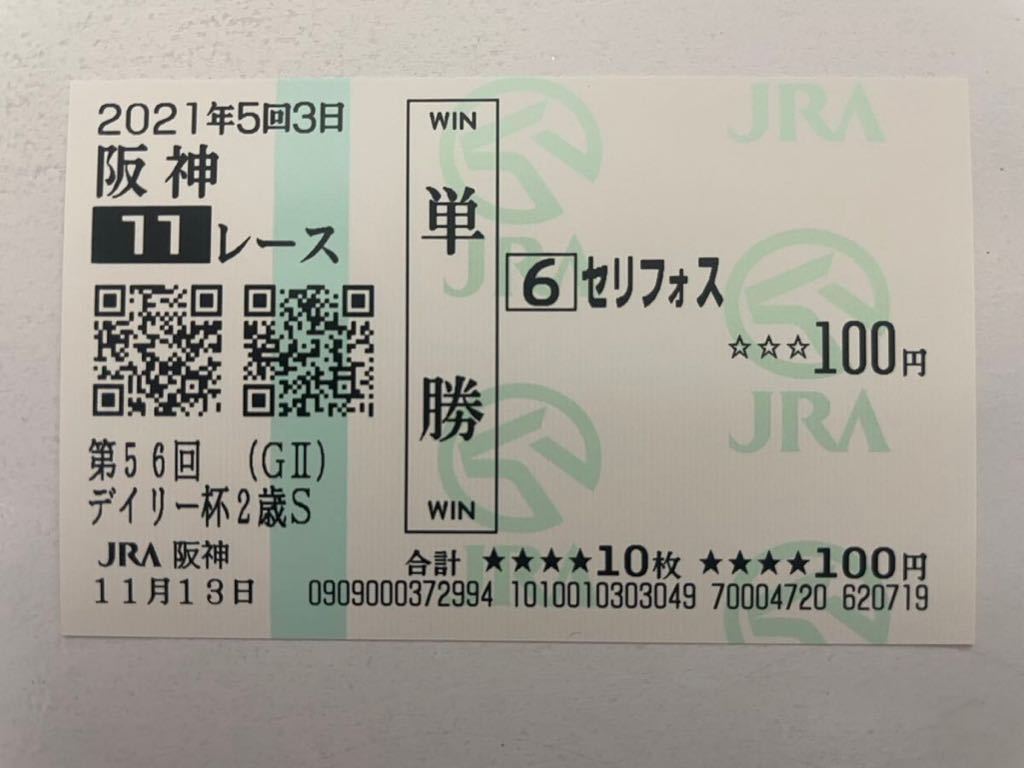 2021年5回3日
阪神
11レース
第56回 (GⅡ)
デイリー杯2歳S
JRA 阪神
11月13日
WIN
単勝
WIN
6 セリフォス
☆☆☆100円
合計 ★★★★10枚 ★★★★100円
0909000372994 1010010303049 70004720 620719
JRA
JRA
JRA
JRA